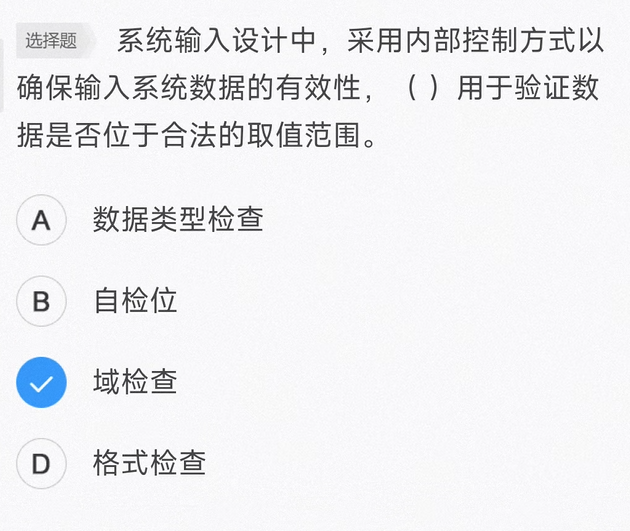 选择题 系统输入设计中，采用内部控制方式以
确保输入系统数据的有效性，（ ）用于验证数
据是否位于合法的取值范围。
A 数据类型检查
B 自检位
域检查
D 格式检查